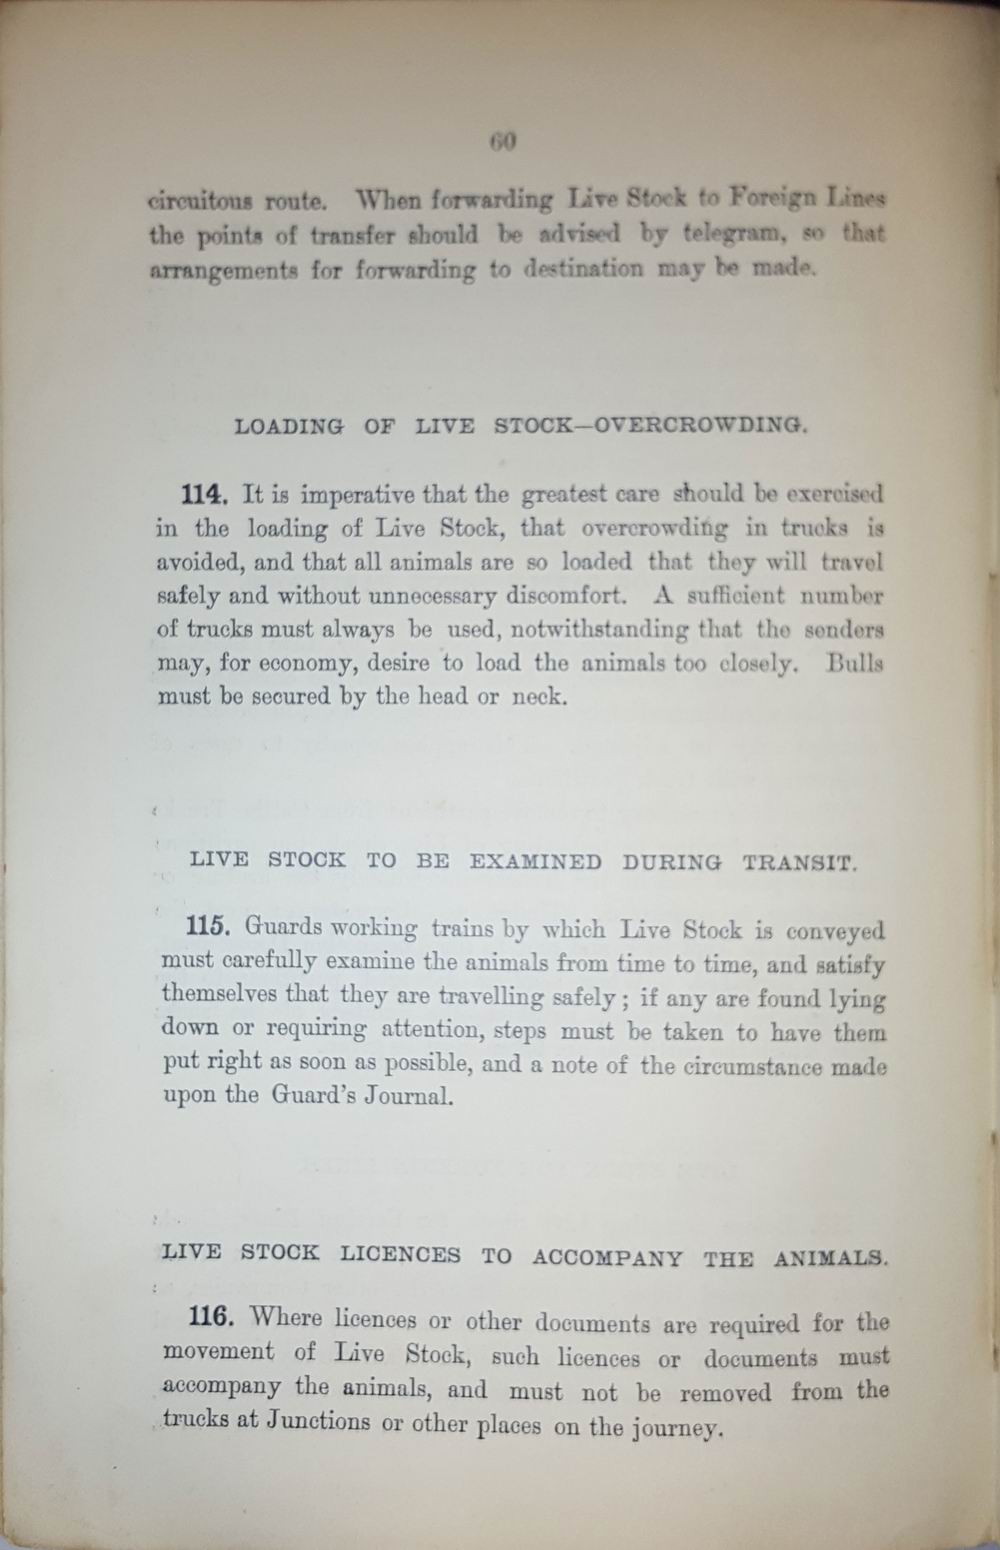 60
circuitous route. When forwarding Live Stock to Foreign Lines
the points of transfer should be advised by telegram, so that
arrangements for forwarding to destination may be made.
LOADING OF LIVE STOCK—OVERCROWDING.
114. It is imperative that the greatest care should be exercised
in the loading of Live Stock, that overcrowding in trucks is
avoided, and that all animals are so loaded that they will travel
safely and without unnecessary discomfort. A sufficient number
of trucks must always be used, notwithstanding that the senders
may, for economy, desire to load the animals too closely. Bulls
must be secured by the head or neck.
LIVE STOCK TO BE EXAMINED DURING TRANSIT.
115. Guards working trains by which Live Stock is conveyed
must carefully examine the animals from time to time, and satisfy
themselves that they are travelling safely; if any are found lying
down or requiring attention, steps must be taken to have them
put right as soon as possible, and a note of the circumstance made
upon the Guard's Journal.
LIVE STOCK LICENCES TO ACCOMPANY THE ANIMALS.
116. Where licences or other documents are required for the
movement of Live Stock, such licences or documents must
accompany the animals, and must not be removed from the
trucks at Junctions or other places on the journey.